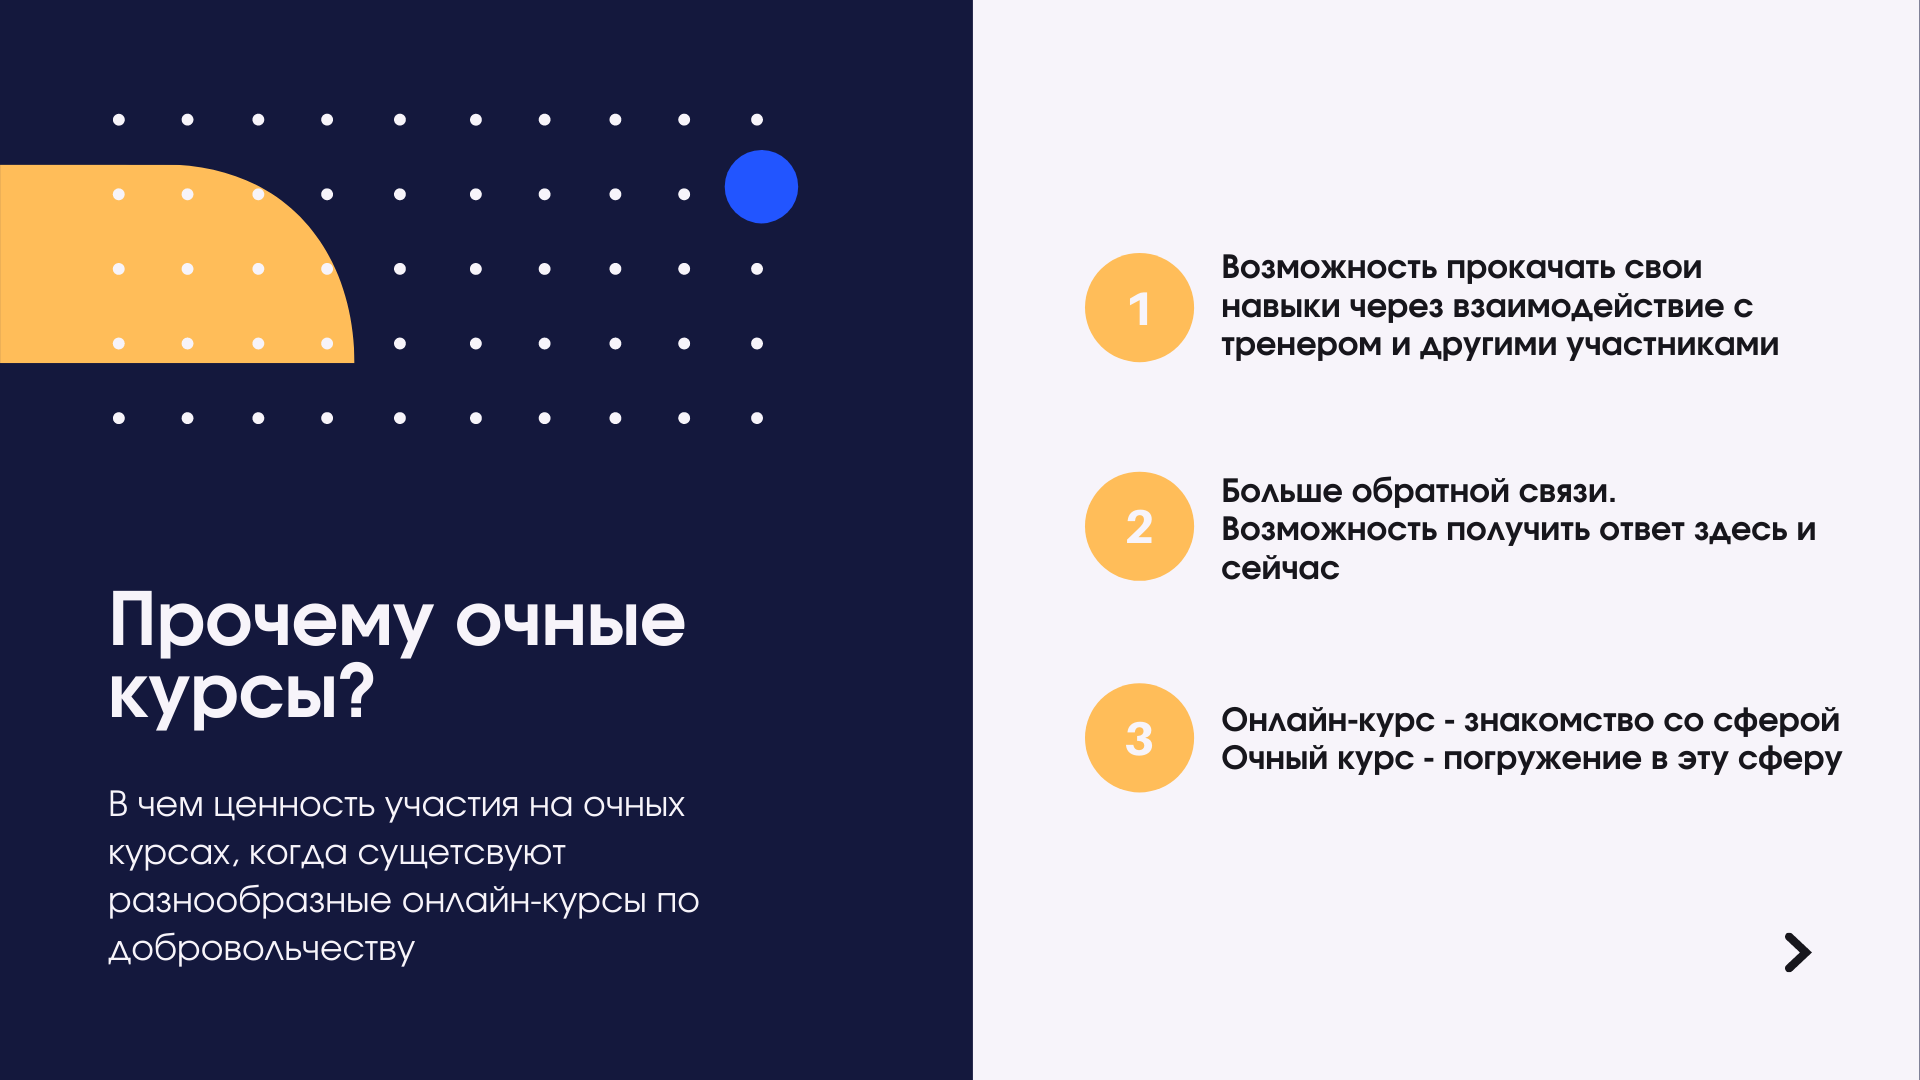 Прочему очные
курсы?
В чем ценность участия на очных
курсах, когда сущетсвуют
разнообразные онлайн-курсы по
добровольчеству
1
Возможность прокачать свои
навыки через взаимодействие с
тренером и другими участниками
2
Больше обратной связи.
Возможность получить ответ здесь и
сейчас
3
Онлайн-курс - знакомство со сферой
Очный курс - погружение в эту сферу